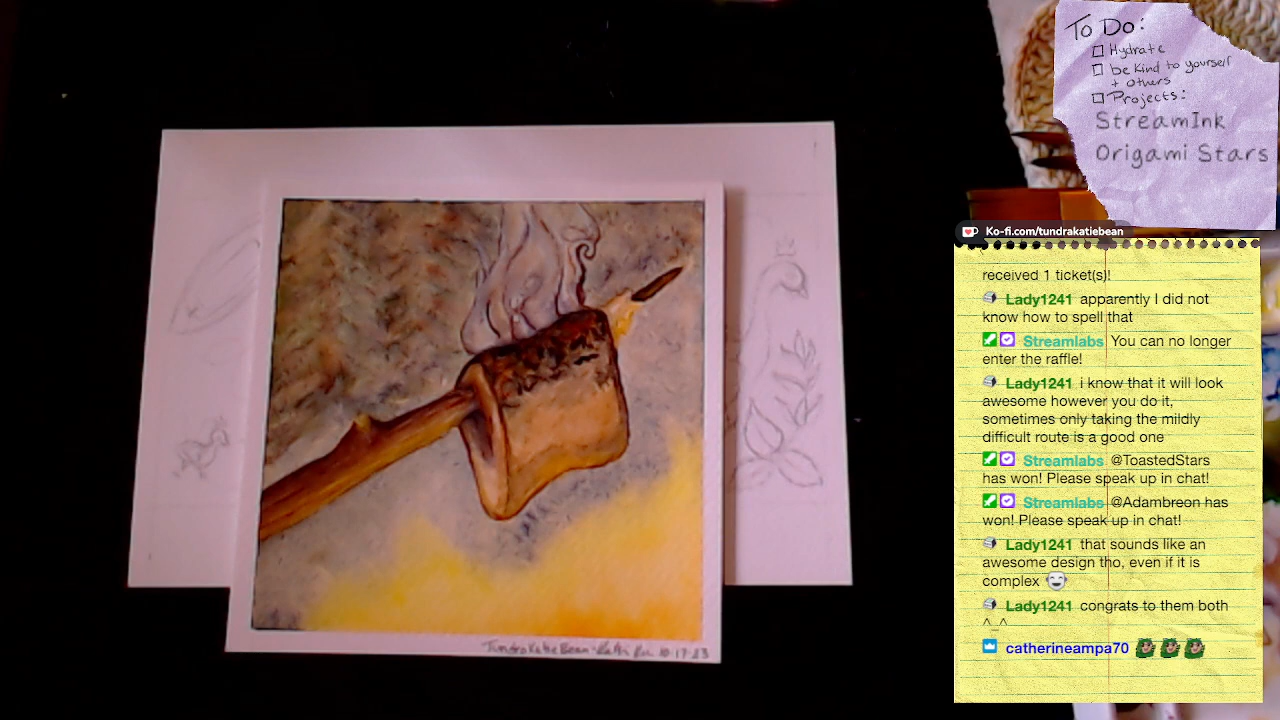 To Do:
Hydrate
be kind to yourself
+ others
Projects:
StreamInk
Origami Stars
Ko-fi.com/tundrakatiebean
received 1 ticket(s)!
Lady1241 apparently I did not
know how to spell that
Streamlabs You can no longer
enter the raffle!
Lady1241 i know that it will look
awesome however you do it,
sometimes only taking the mildly
difficult route is a good one
Streamlabs @ToastedStars
has won! Please speak up in chat!
Streamlabs @Adambreon has
won! Please speak up in chat!
Lady1241 that sounds like an
awesome design tho, even if it is
complex
Lady1241 congrats to them both
^_^
catherineampa70
TundraKatieBean 10-17-23